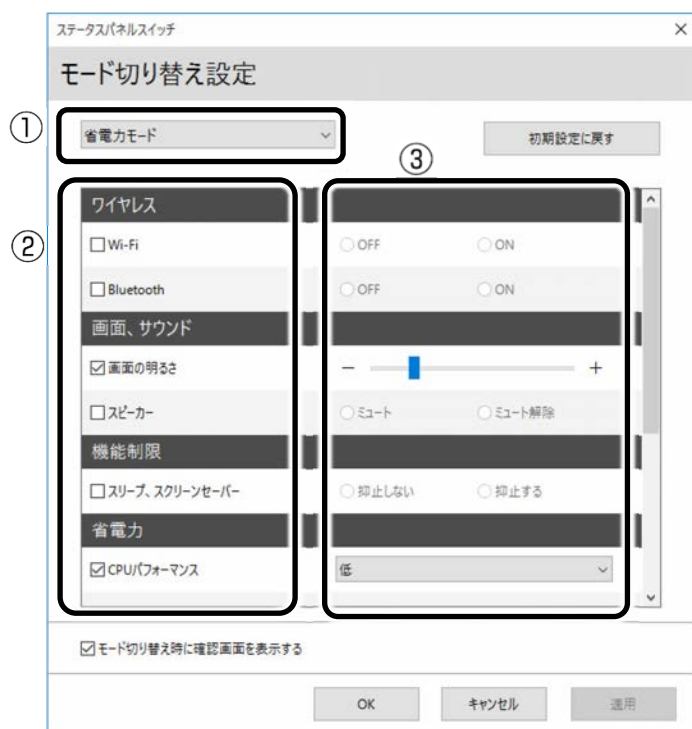 ステータスパネルスイッチ
モード切り替え設定
①
省電力モード
初期設定に戻す
③
②
ワイヤレス
Wi-Fi
OFF
ON
Bluetooth
OFF
ON
画面、サウンド
画面の明るさ
− +
スピーカー
ミュート
ミュート解除
機能制限
スリープ、スクリーンセーバー
抑止しない
抑止する
省電力
CPUパフォーマンス
低
モード切り替え時に確認画面を表示する
OK
キャンセル
適用